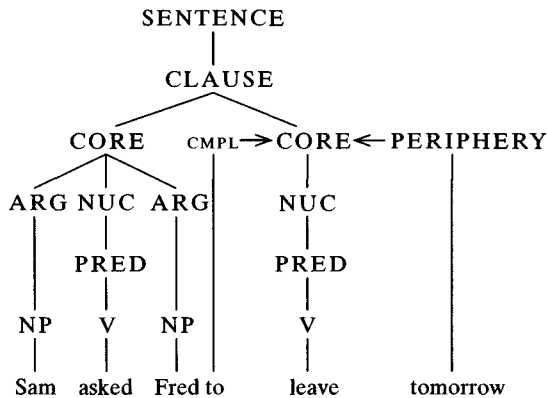 SENTENCE
CLAUSE
CORE CMPL CORE PERIPHERY
ARG NUC ARG NUC
PRED PRED
NP V NP V
Sam asked Fred to leave tomorrow